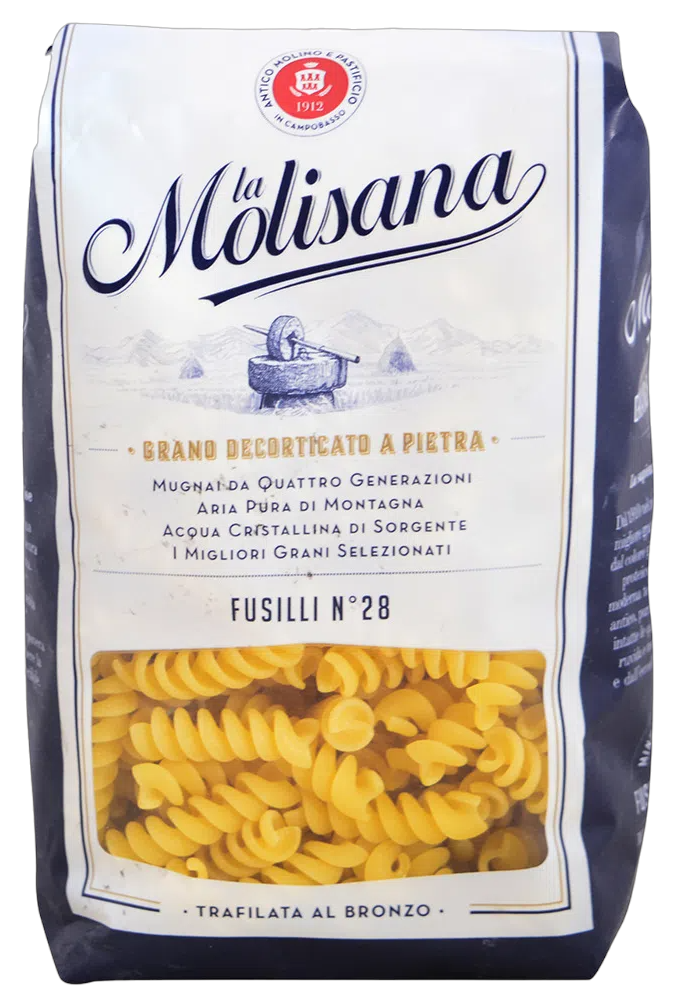 ANTICO MOLINO E PASTIFICIO
1912
IN CAMPOBASSO
la
Molisana
· GRANO DECORTICATO A PIETRA ·
MUGNAI DA QUATTRO GENERAZIONI
ARIA PURA DI MONTAGNA
ACQUA CRISTALLINA DI SORGENTE
I MIGLIORI GRANI SELEZIONATI
FUSILLI N°28
· TRAFILATA AL BRONZO ·